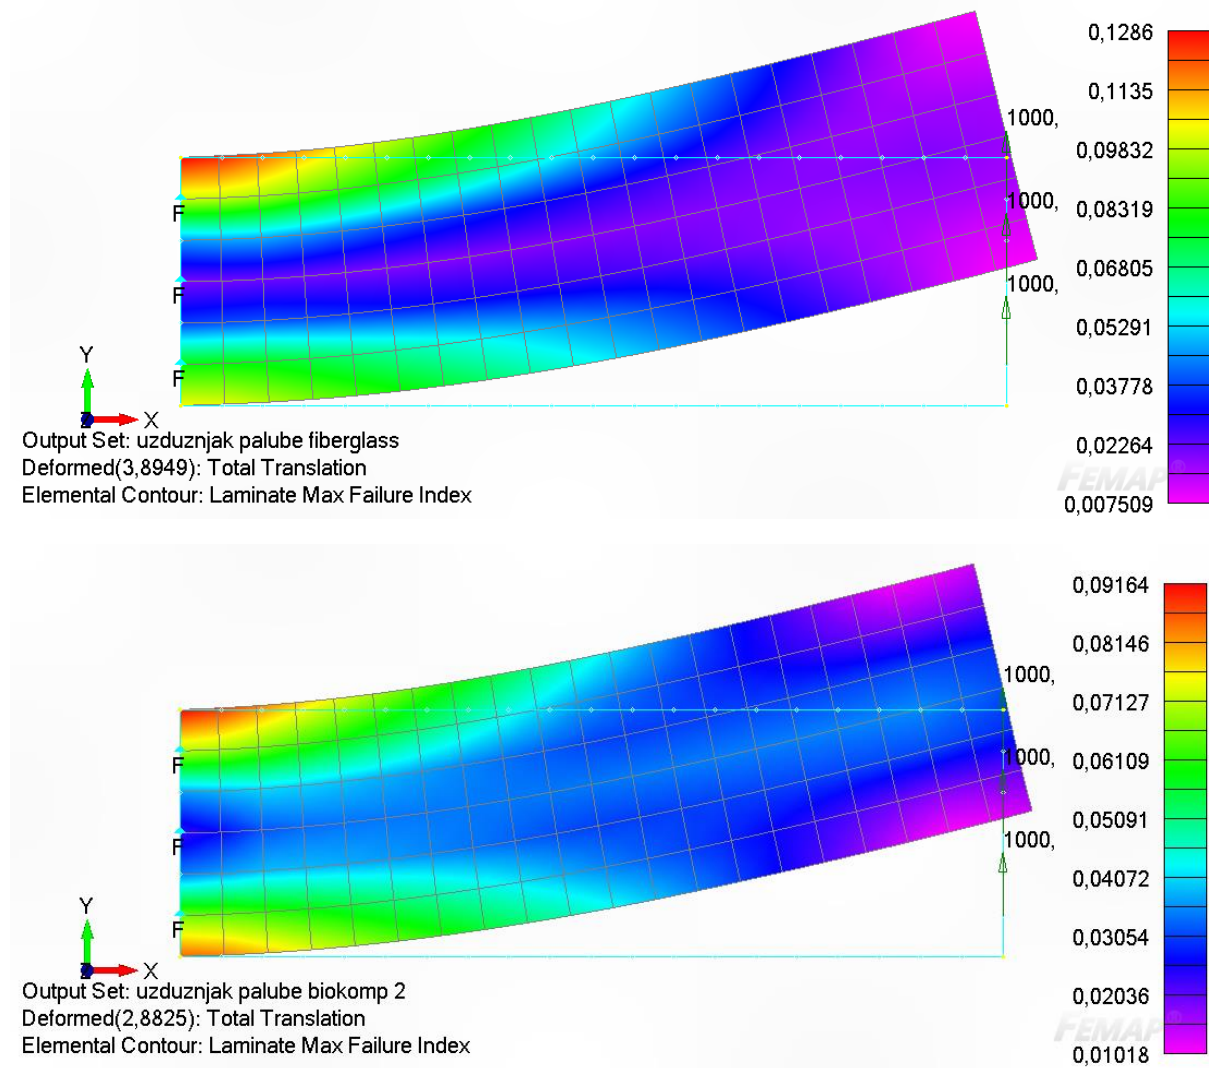 0,1286
0,1135
1000,
0,09832
1000,
0,08319
F
0,06805
1000,
F
0,05291
Y
F
0,03778
X
Z
Output Set: uzduznjak palube fiberglass
0,02264
Deformed(3,8949): Total Translation
FEMAP®
Elemental Contour: Laminate Max Failure Index
0,007509
0,09164
0,08146
1000,
0,07127
F
1000,
0,06109
F
1000,
0,05091
0,04072
Y
F
0,03054
X
Z
Output Set: uzduznjak palube biokomp 2
0,02036
Deformed(2,8825): Total Translation
FEMAP®
Elemental Contour: Laminate Max Failure Index
0,01018